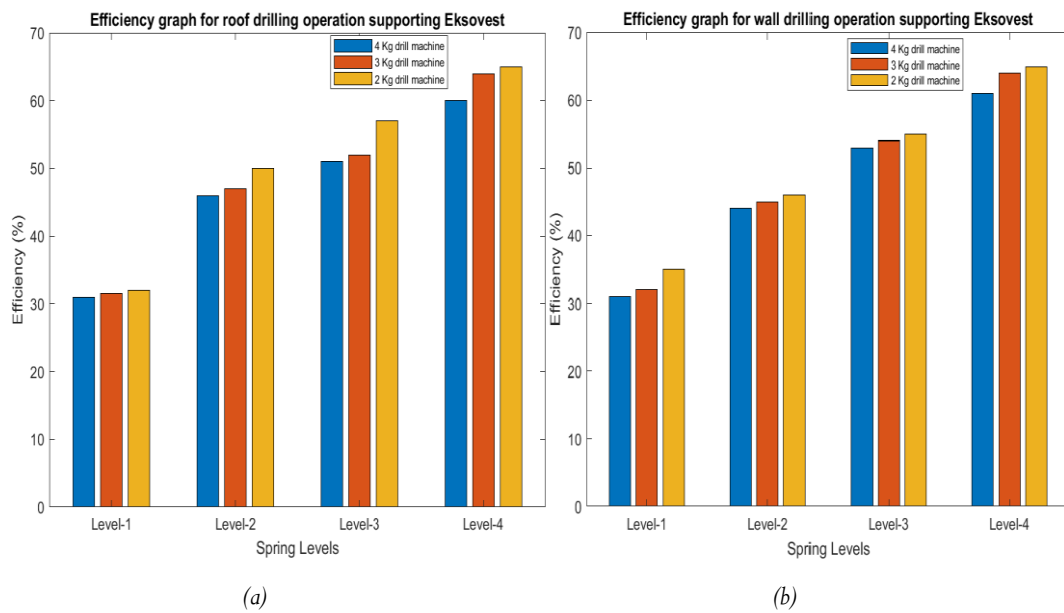 Efficiency graph for roof drilling operation supporting Eksovest
70
60
50
40
30
20
10
0
Efficiency (%)
4 Kg drill machine
3 Kg drill machine
2 Kg drill machine
Level-1 Level-2 Level-3 Level-4
Spring Levels
(a)
Efficiency graph for wall drilling operation supporting Eksovest
70
60
50
40
30
20
10
0
Efficiency (%)
4 Kg drill machine
3 Kg drill machine
2 Kg drill machine
Level-1 Level-2 Level-3 Level-4
Spring Levels
(b)